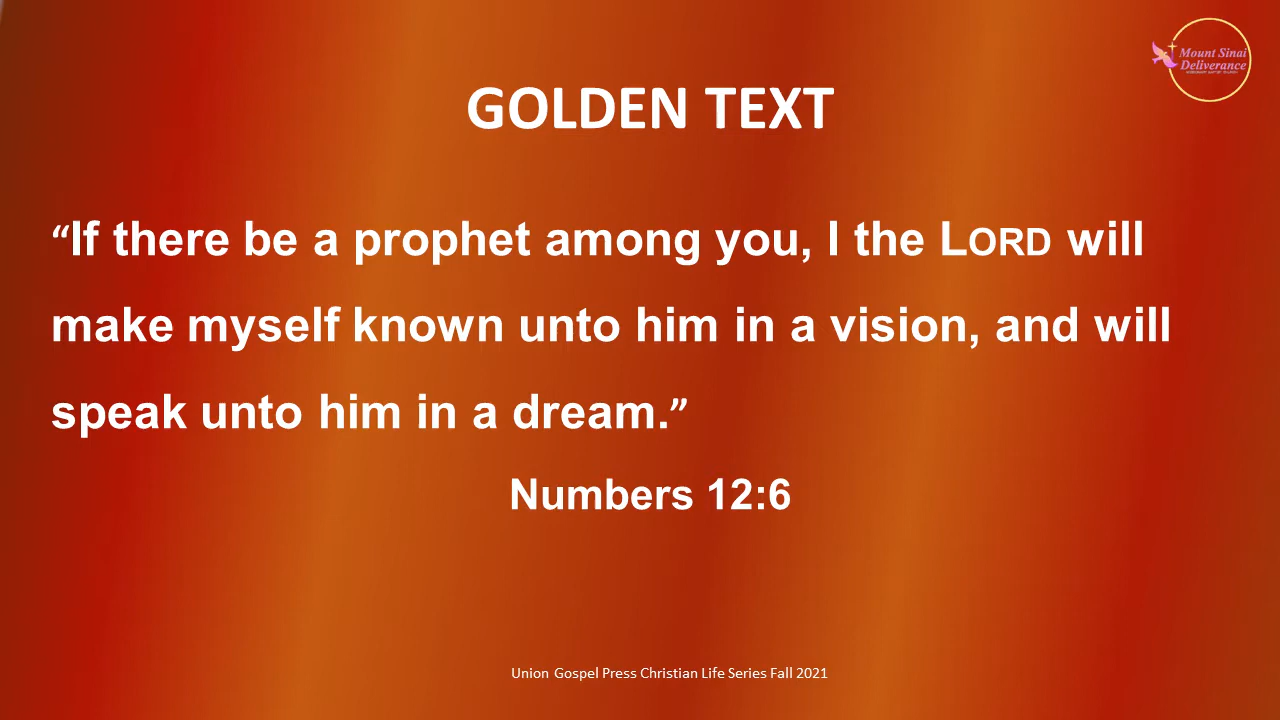 Mount Sinai
Deliverance
GOLDEN TEXT
“If there be a prophet among you, I the LORD will
make myself known unto him in a vision, and will
speak unto him in a dream.”
Numbers 12:6
Union Gospel Press Christian Life Series Fall 2021